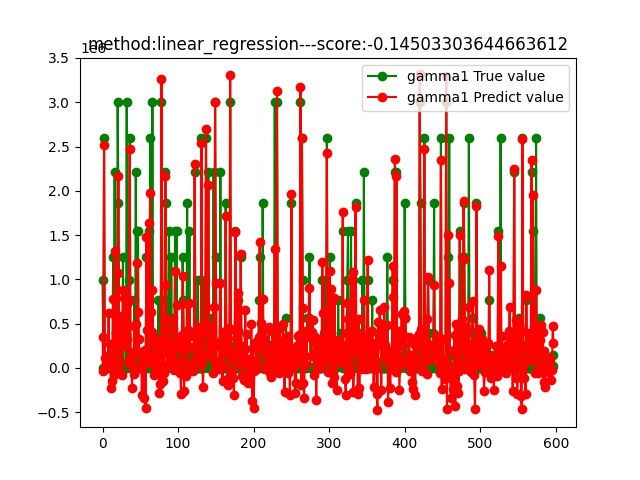 method:linear_regression---score:-0.14503303644663612
1e6
gamma1 True value
gamma1 Predict value
3.5
3.0
2.5
2.0
1.5
1.0
0.5
0.0
−0.5
0 100 200 300 400 500 600